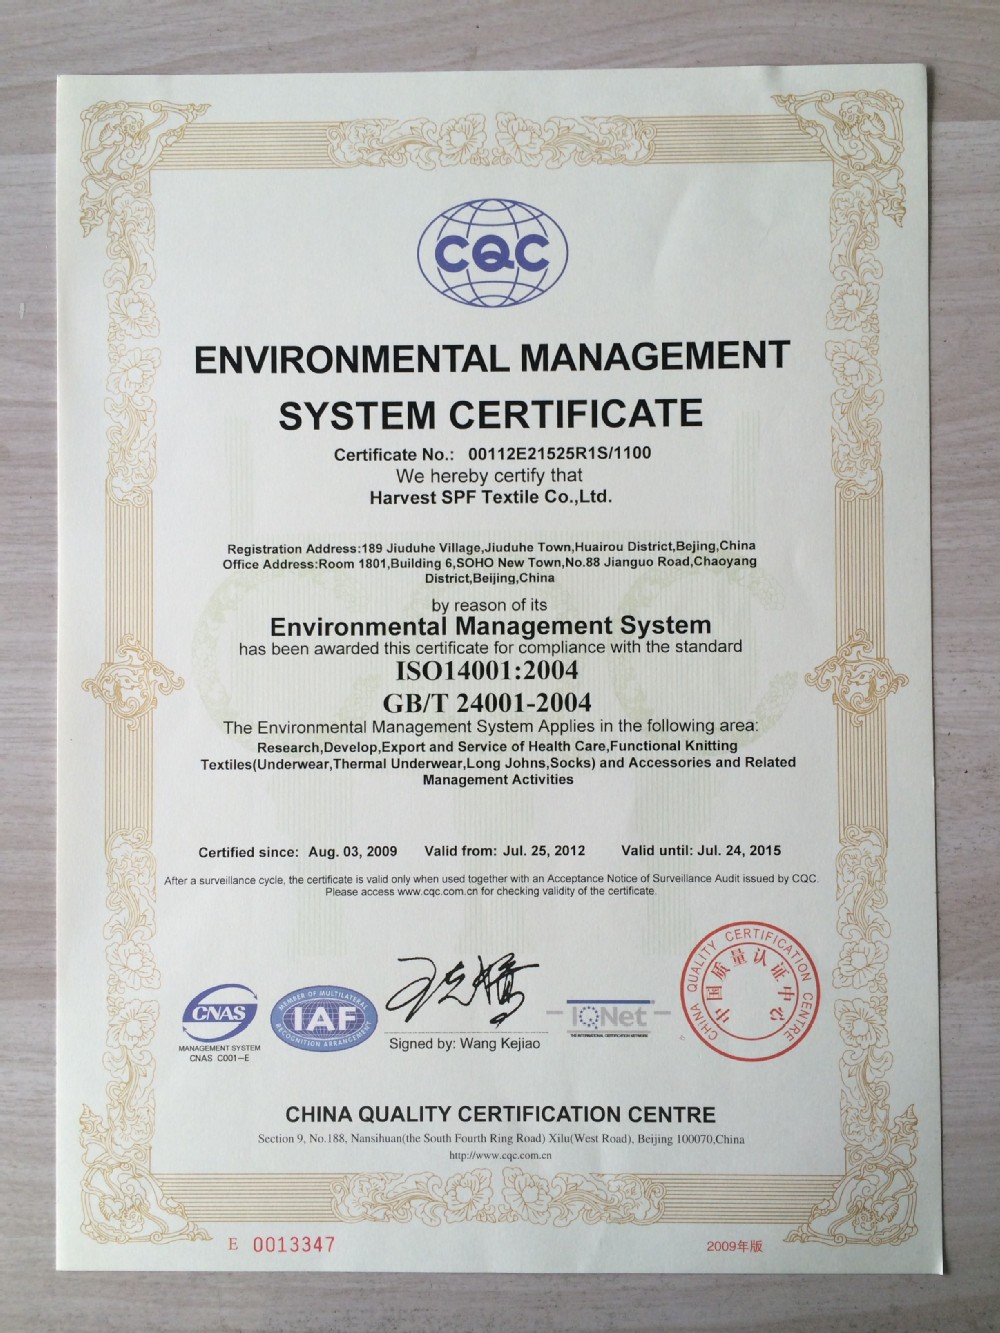 CQC
ENVIRONMENTAL MANAGEMENT
SYSTEM CERTIFICATE
Certificate No.: 00112E21525R1S/1100
We hereby certify that
Harvest SPF Textile Co.,Ltd.
Registration Address:189 Jiuduhe Village,Jiuduhe Town,Huairou District,Bejing,China
Office Address:Room 1801,Building 6,SOHO New Town,No.88 Jianguo Road,Chaoyang
District,Beijing,China
by reason of its
Environmental Management System
has been awarded this certificate for compliance with the standard
ISO14001:2004
GB/T 24001-2004
The Environmental Management System Applies in the following area:
Research,Develop,Export and Service of Health Care,Functional Knitting
Textiles(Underwear,Thermal Underwear,Long Johns,Socks) and Accessories and Related
Management Activities
Certified since: Aug. 03, 2009 Valid from: Jul. 25, 2012 Valid until: Jul. 24, 2015
After a surveillance cycle, the certificate is valid only when used together with an Acceptance Notice of Surveillance Audit issued by CQC.
Please access www.cqc.com.cn for checking validity of the certificate.
CNAS
MANAGEMENT SYSTEM
CNAS C001-E
MEMBER OF MULTILATERAL
IAF
RECOGNITION ARRANGEMENT
Signed by: Wang Kejiao
IQNet
THE INTERNATIONAL CERTIFICATION NETWORK
CHINA QUALITY CERTIFICATION CENTRE
中国质量认证中心
CHINA QUALITY CERTIFICATION CENTRE
Section 9, No.188, Nansihuan(the South Fourth Ring Road) Xilu(West Road), Beijing 100070,China
http://www.cqc.com.cn
E 0013347
2009年版